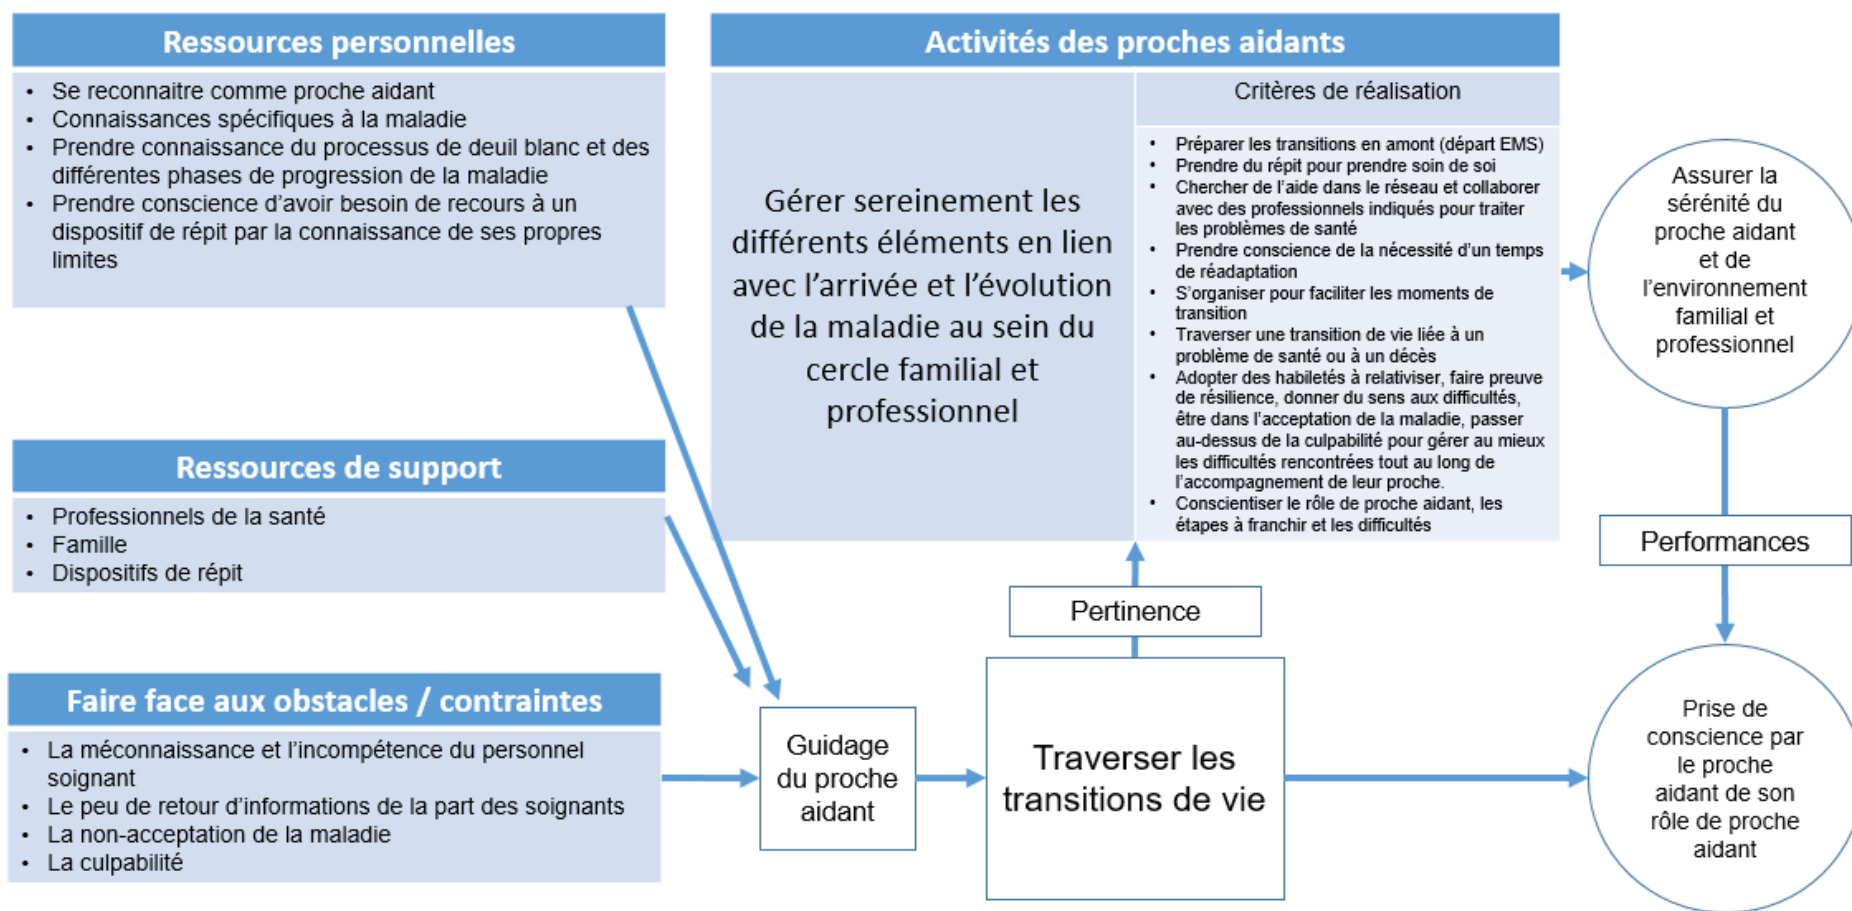 Ressources personnelles
• Se reconnaitre comme proche aidant
• Connaissances spécifiques à la maladie
• Prendre connaissance du processus de deuil blanc et des
différentes phases de progression de la maladie
• Prendre conscience d’avoir besoin de recours à un
dispositif de répit par la connaissance de ses propres
limites
Ressources de support
• Professionnels de la santé
• Famille
• Dispositifs de répit
Faire face aux obstacles / contraintes
• La méconnaissance et l’incompétence du personnel
soignant
• Le peu de retour d’informations de la part des soignants
• La non-acceptation de la maladie
• La culpabilité
Activités des proches aidants
Gérer sereinement les
différents éléments en lien
avec l’arrivée et l’évolution
de la maladie au sein du
cercle familial et
professionnel
Critères de réalisation
• Préparer les transitions en amont (départ EMS)
• Prendre du répit pour prendre soin de soi
• Chercher de l’aide dans le réseau et collaborer
avec des professionnels indiqués pour traiter
les problèmes de santé
• Prendre conscience de la nécessité d’un temps
de réadaptation
• S’organiser pour faciliter les moments de
transition
• Traverser une transition de vie liée à un
problème de santé ou à un décès
• Adopter des habiletés à relativiser, faire preuve
de résilience, donner du sens aux difficultés,
être dans l’acceptation de la maladie, passer
au-dessus de la culpabilité pour gérer au mieux
les difficultés rencontrées tout au long de
l’accompagnement de leur proche.
• Conscientiser le rôle de proche aidant, les
étapes à franchir et les difficultés
Pertinence
Guidage
du proche
aidant
Traverser les
transitions de vie
Assurer la
sérénité du
proche aidant
et de
l’environnement
familial et
professionnel
Performances
Prise de
conscience par
le proche
aidant de son
rôle de proche
aidant